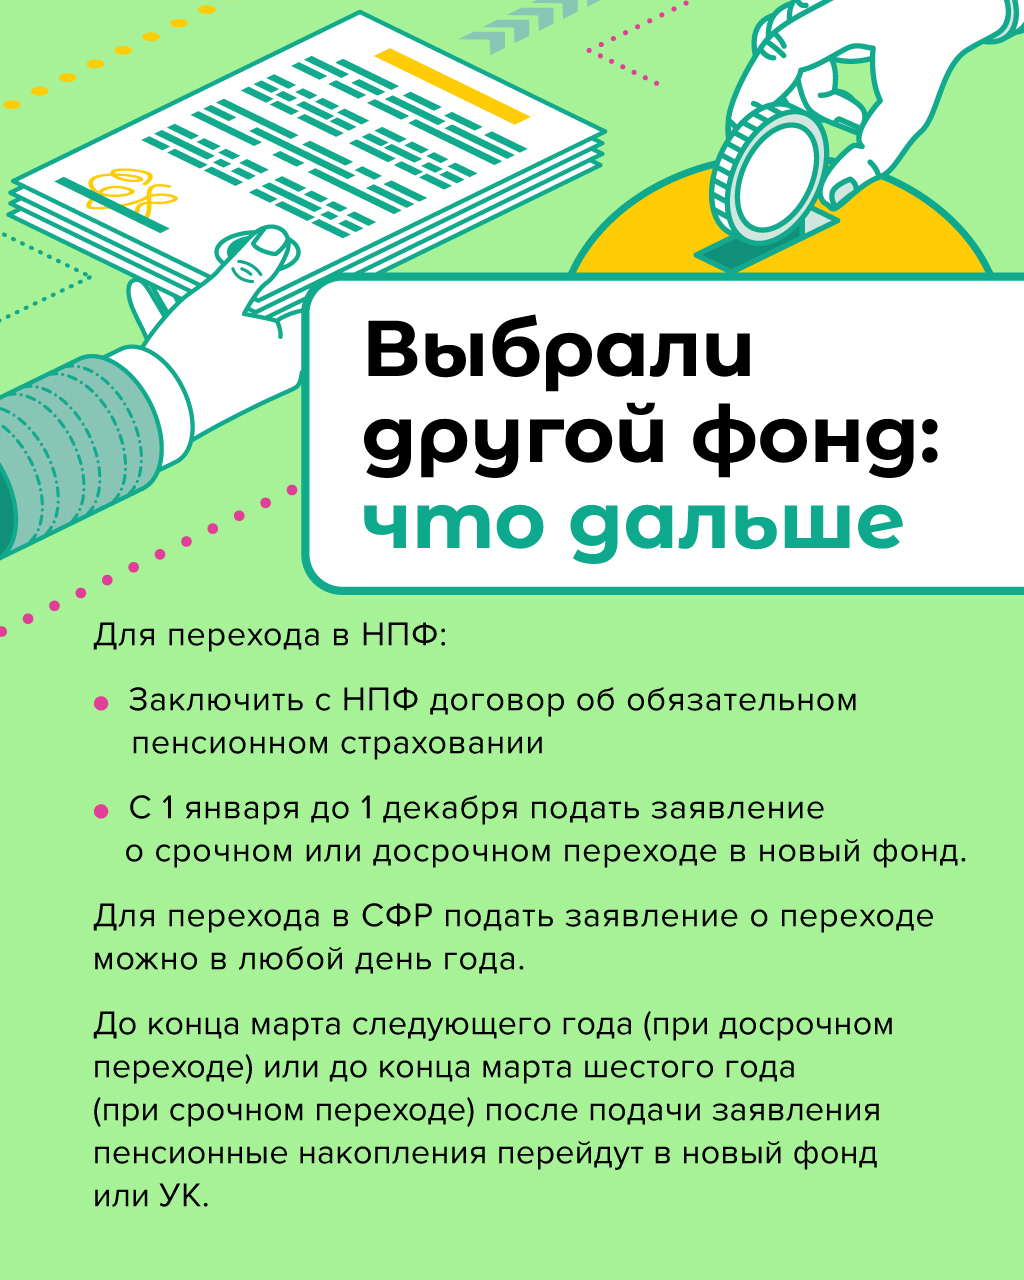 Выбрали
другой фонд:
что дальше
Для перехода в НПФ:
• Заключить с НПФ договор об обязательном
пенсионном страховании
• С 1 января до 1 декабря подать заявление
о срочном или досрочном переходе в новый фонд.
Для перехода в СФР подать заявление о переходе
можно в любой день года.
До конца марта следующего года (при досрочном
переходе) или до конца марта шестого года
(при срочном переходе) после подачи заявления
пенсионные накопления перейдут в новый фонд
или УК.